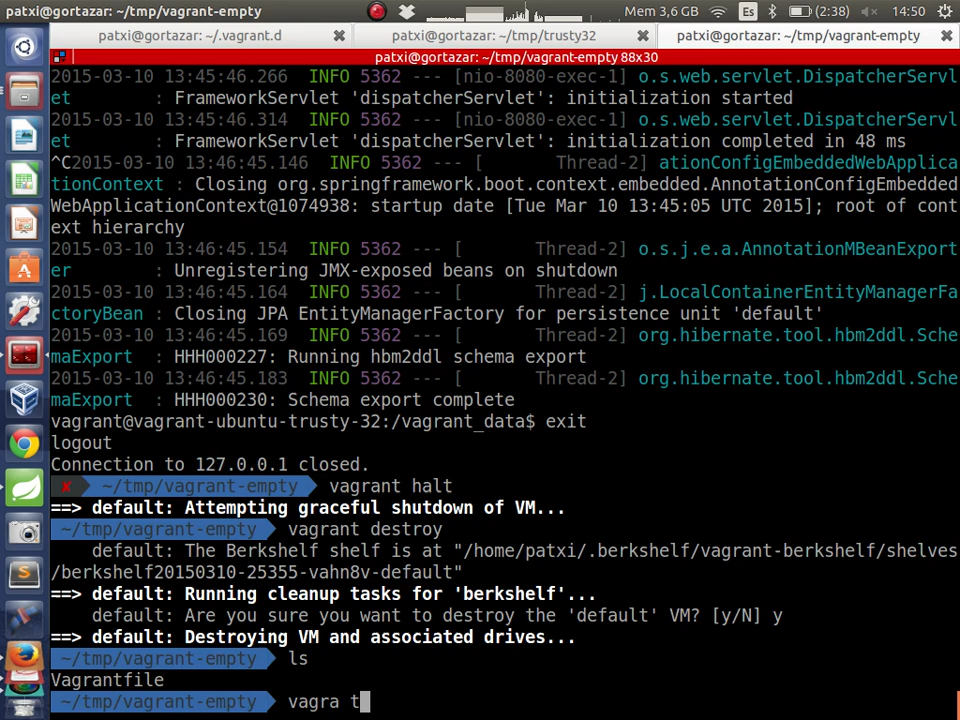 patxi@gortazar: ~/tmp/vagrant-empty
Mem 3,6 GB
Es
(2:38)
14:50
patxi@gortazar: ~/.vagrant.d
patxi@gortazar: ~/tmp/trusty32
patxi@gortazar: ~/tmp/vagrant-empty
patxi@gortazar: ~/tmp/vagrant-empty 88x30
2015-03-10 13:45:46.266  INFO 5362 --- [nio-8080-exec-1] o.s.web.servlet.DispatcherServl
et        : FrameworkServlet 'dispatcherServlet': initialization started
2015-03-10 13:45:46.314  INFO 5362 --- [nio-8080-exec-1] o.s.web.servlet.DispatcherServl
et        : FrameworkServlet 'dispatcherServlet': initialization completed in 48 ms
^C2015-03-10 13:46:45.146  INFO 5362 --- [       Thread-2] ationConfigEmbeddedWebApplica
tionContext : Closing org.springframework.boot.context.embedded.AnnotationConfigEmbedded
WebApplicationContext@1074938: startup date [Tue Mar 10 13:45:05 UTC 2015]; root of cont
ext hierarchy
2015-03-10 13:46:45.154  INFO 5362 --- [       Thread-2] o.s.j.e.a.AnnotationMBeanExport
er        : Unregistering JMX-exposed beans on shutdown
2015-03-10 13:46:45.164  INFO 5362 --- [       Thread-2] j.LocalContainerEntityManagerFa
ctoryBean : Closing JPA EntityManagerFactory for persistence unit 'default'
2015-03-10 13:46:45.169  INFO 5362 --- [       Thread-2] org.hibernate.tool.hbm2ddl.Sche
maExport  : HHH000227: Running hbm2ddl schema export
2015-03-10 13:46:45.183  INFO 5362 --- [       Thread-2] org.hibernate.tool.hbm2ddl.Sche
maExport  : HHH000230: Schema export complete
vagrant@vagrant-ubuntu-trusty-32:/vagrant_data$ exit
logout
Connection to 127.0.0.1 closed.
✘ ~/tmp/vagrant-empty vagrant halt
==> default: Attempting graceful shutdown of VM...
~/tmp/vagrant-empty vagrant destroy
    default: The Berkshelf shelf is at "/home/patxi/.berkshelf/vagrant-berkshelf/shelves
/berkshelf20150310-25355-vahn8v-default"
==> default: Running cleanup tasks for 'berkshelf'...
    default: Are you sure you want to destroy the 'default' VM? [y/N] y
==> default: Destroying VM and associated drives...
~/tmp/vagrant-empty ls
Vagrantfile
~/tmp/vagrant-empty vagra t